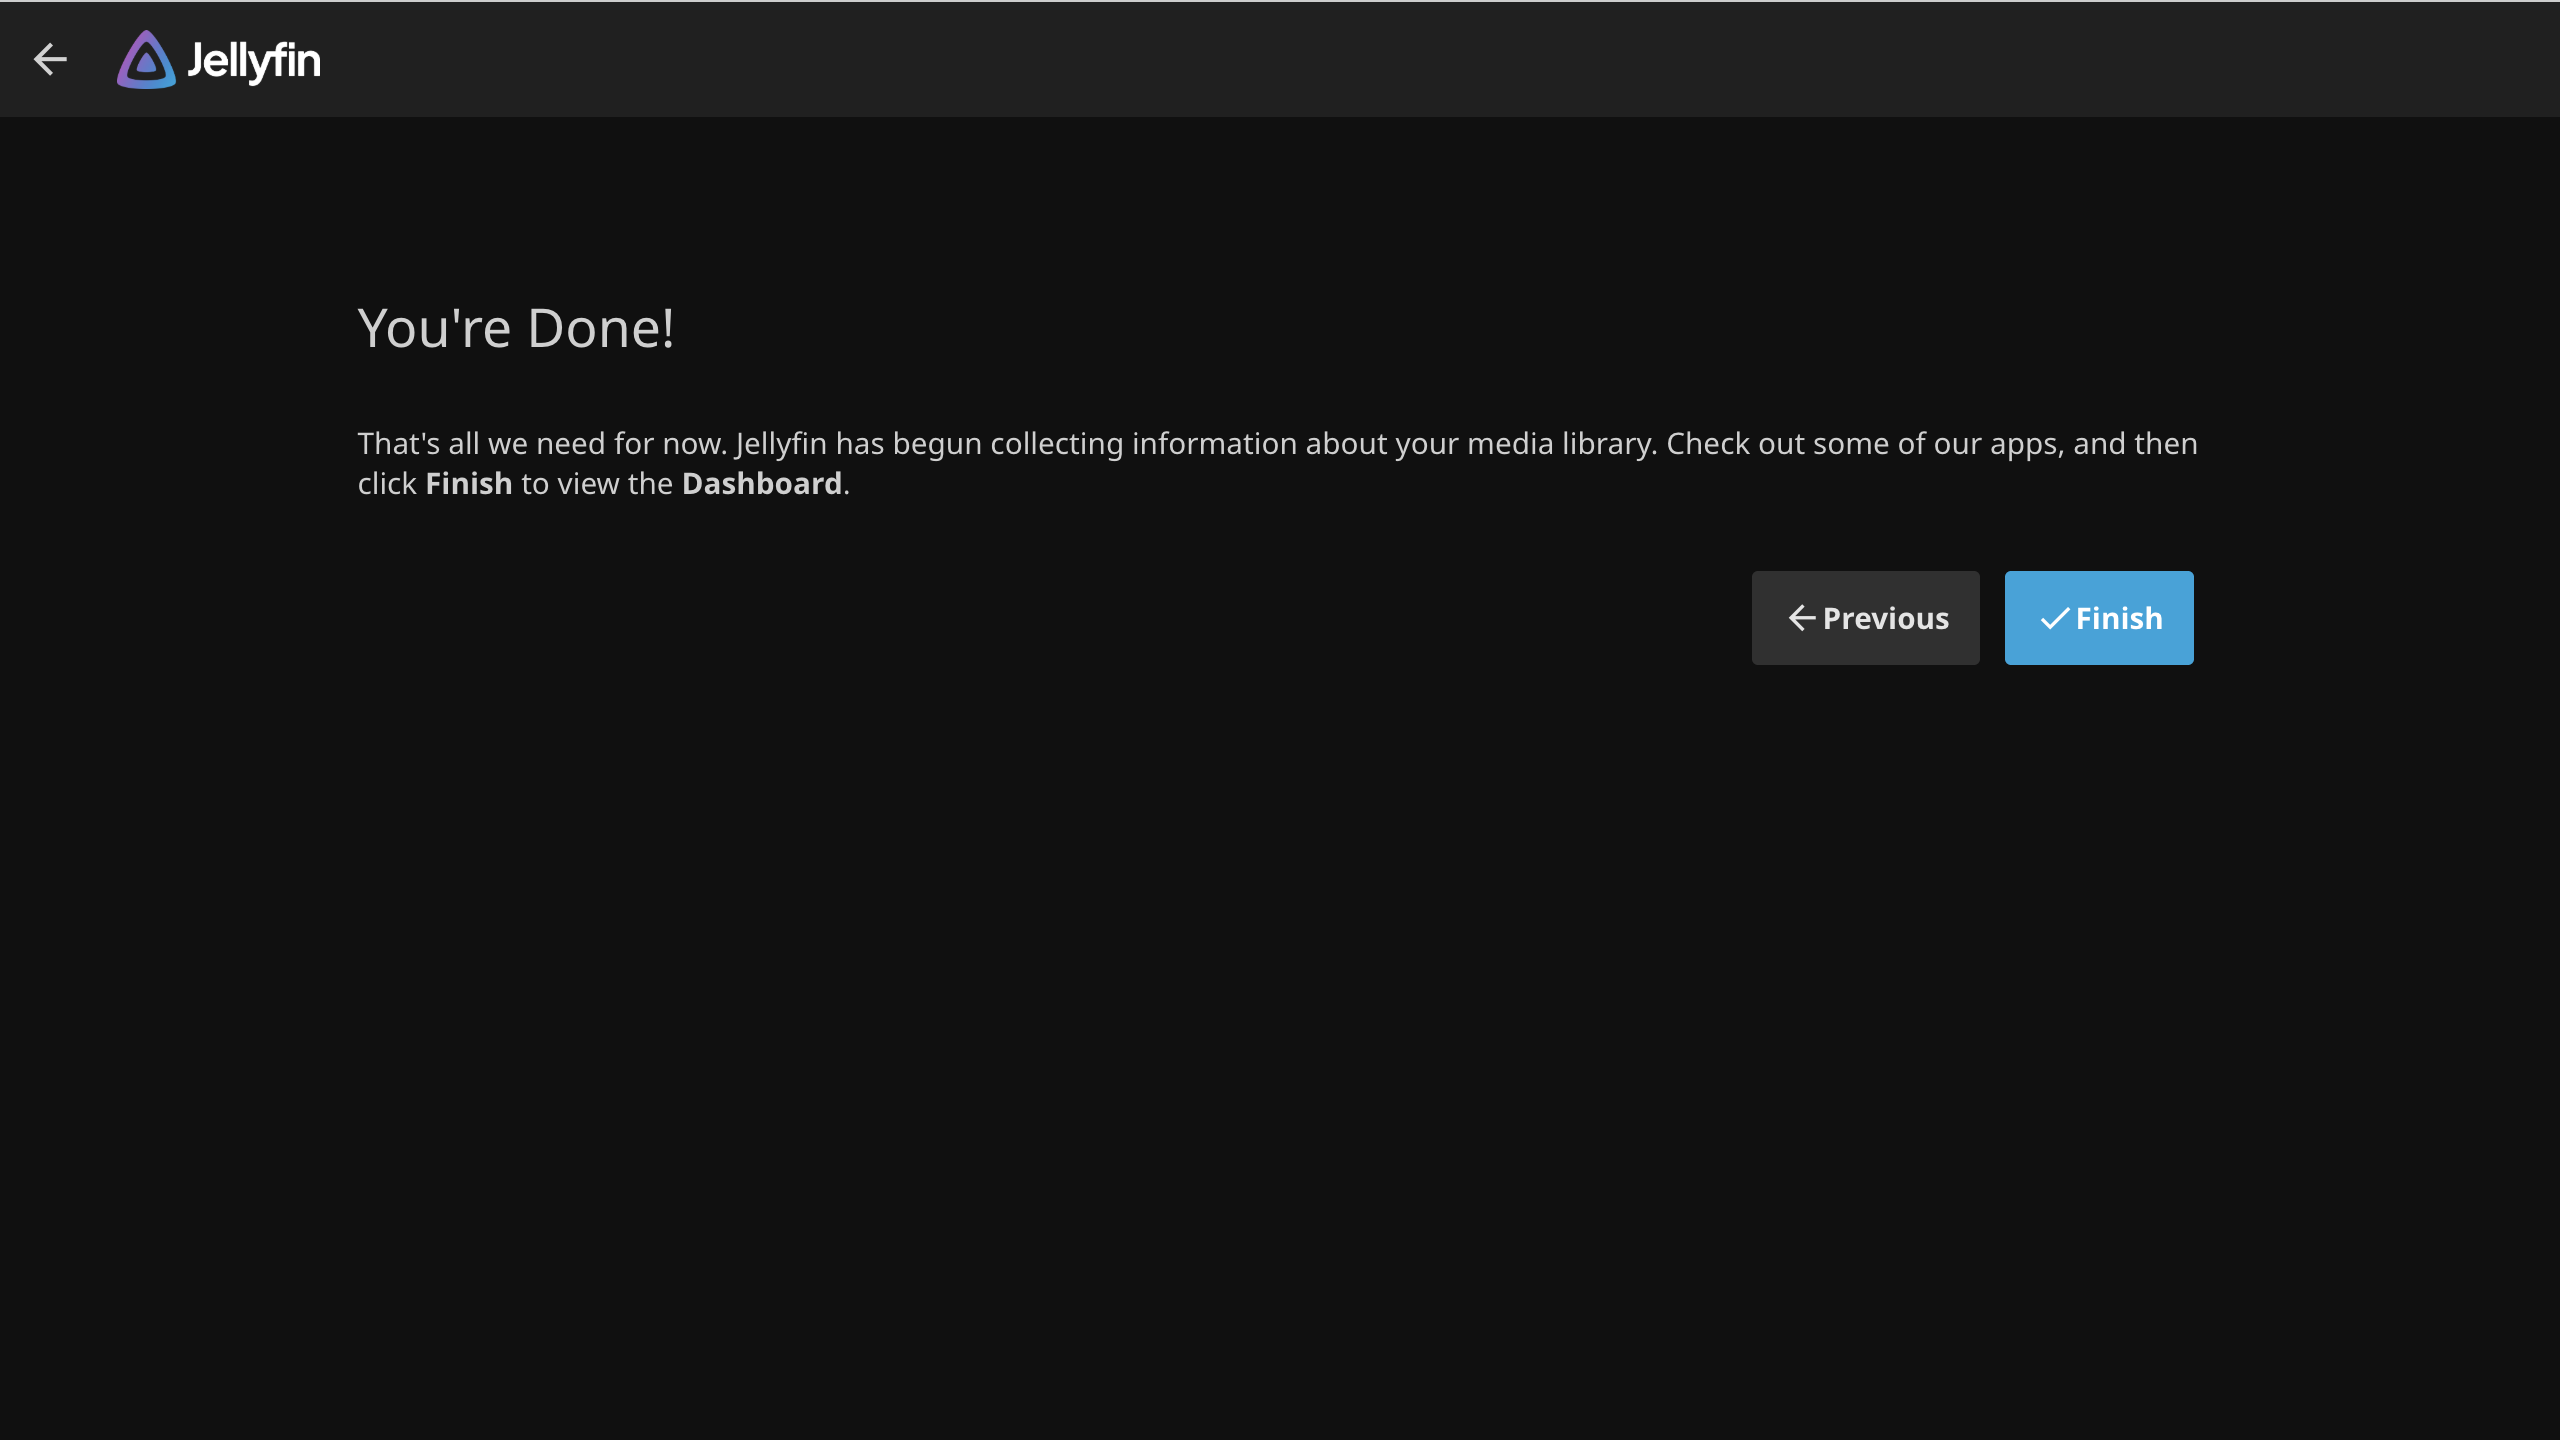 Jellyfin
You're Done!
That's all we need for now. Jellyfin has begun collecting information about your media library. Check out some of our apps, and then
click Finish to view the Dashboard.
Previous
Finish